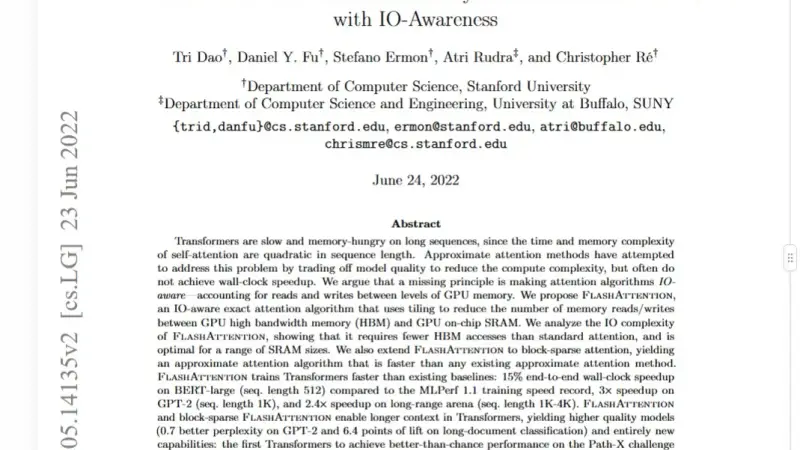 with IO-Awareness
Tri Dao†, Daniel Y. Fu†, Stefano Ermon†, Atri Rudra‡, and Christopher Ré†
†Department of Computer Science, Stanford University
‡Department of Computer Science and Engineering, University at Buffalo, SUNY
{trid,danfu}@cs.stanford.edu, ermon@stanford.edu, atri@buffalo.edu,
chrismre@cs.stanford.edu
June 24, 2022
Abstract
Transformers are slow and memory-hungry on long sequences, since the time and memory complexity
of self-attention are quadratic in sequence length. Approximate attention methods have attempted
to address this problem by trading off model quality to reduce the compute complexity, but often do
not achieve wall-clock speedup. We argue that a missing principle is making attention algorithms IO-
aware—accounting for reads and writes between levels of GPU memory. We propose FlashAttention,
an IO-aware exact attention algorithm that uses tiling to reduce the number of memory reads/writes
between GPU high bandwidth memory (HBM) and GPU on-chip SRAM. We analyze the IO complexity
of FlashAttention, showing that it requires fewer HBM accesses than standard attention, and is
optimal for a range of SRAM sizes. We also extend FlashAttention to block-sparse attention, yielding
an approximate attention algorithm that is faster than any existing approximate attention method.
FlashAttention trains Transformers faster than existing baselines: 15% end-to-end wall-clock speedup
on BERT-large (seq. length 512) compared to the MLPerf 1.1 training speed record, 3× speedup on
GPT-2 (seq. length 1K), and 2.4× speedup on long-range arena (seq. length 1K-4K). FlashAttention
and block-sparse FlashAttention enable longer context in Transformers, yielding higher quality models
(0.7 better perplexity on GPT-2 and 6.4 points of lift on long-document classification) and entirely new
capabilities: the first Transformers to achieve better-than-chance performance on the Path-X challenge
05.14135v2 [cs.LG] 23 Jun 2022